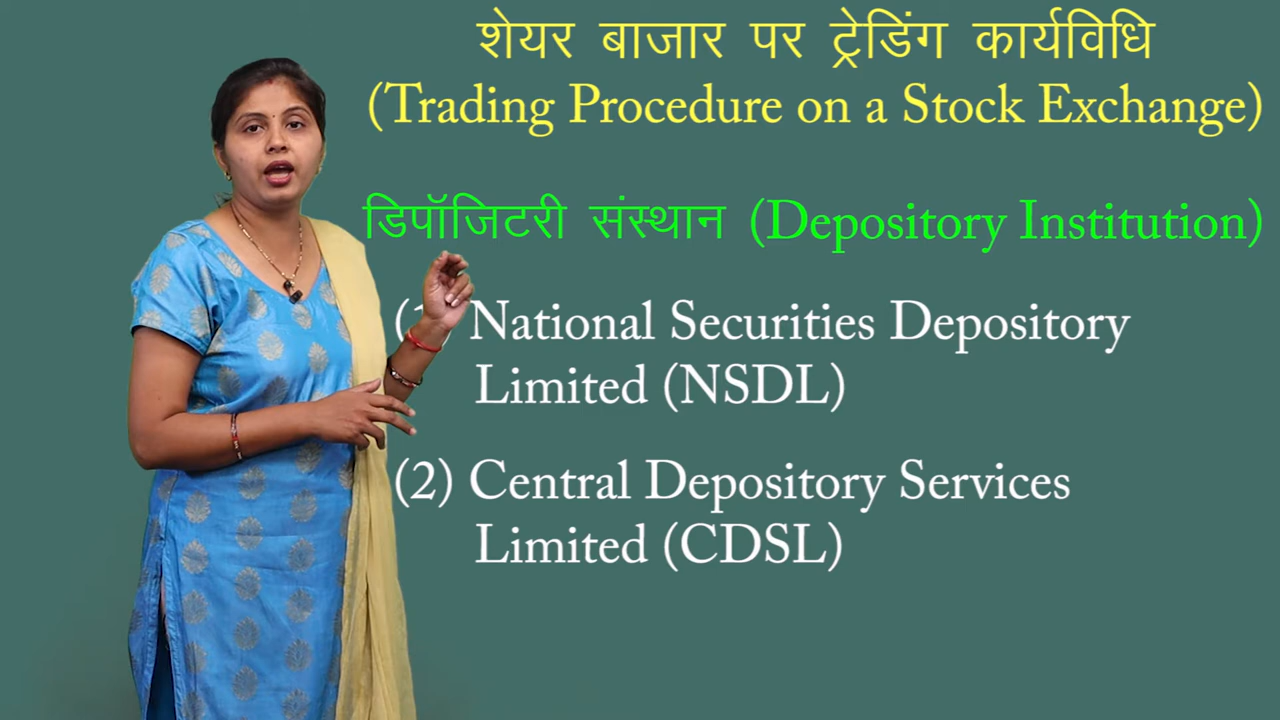 शेयर बाजार पर ट्रेडिंग कार्यविधि
(Trading Procedure on a Stock Exchange)
डिपॉजिटरी संस्थान (Depository Institution)
(1) National Securities Depository
Limited (NSDL)
(2) Central Depository Services
Limited (CDSL)